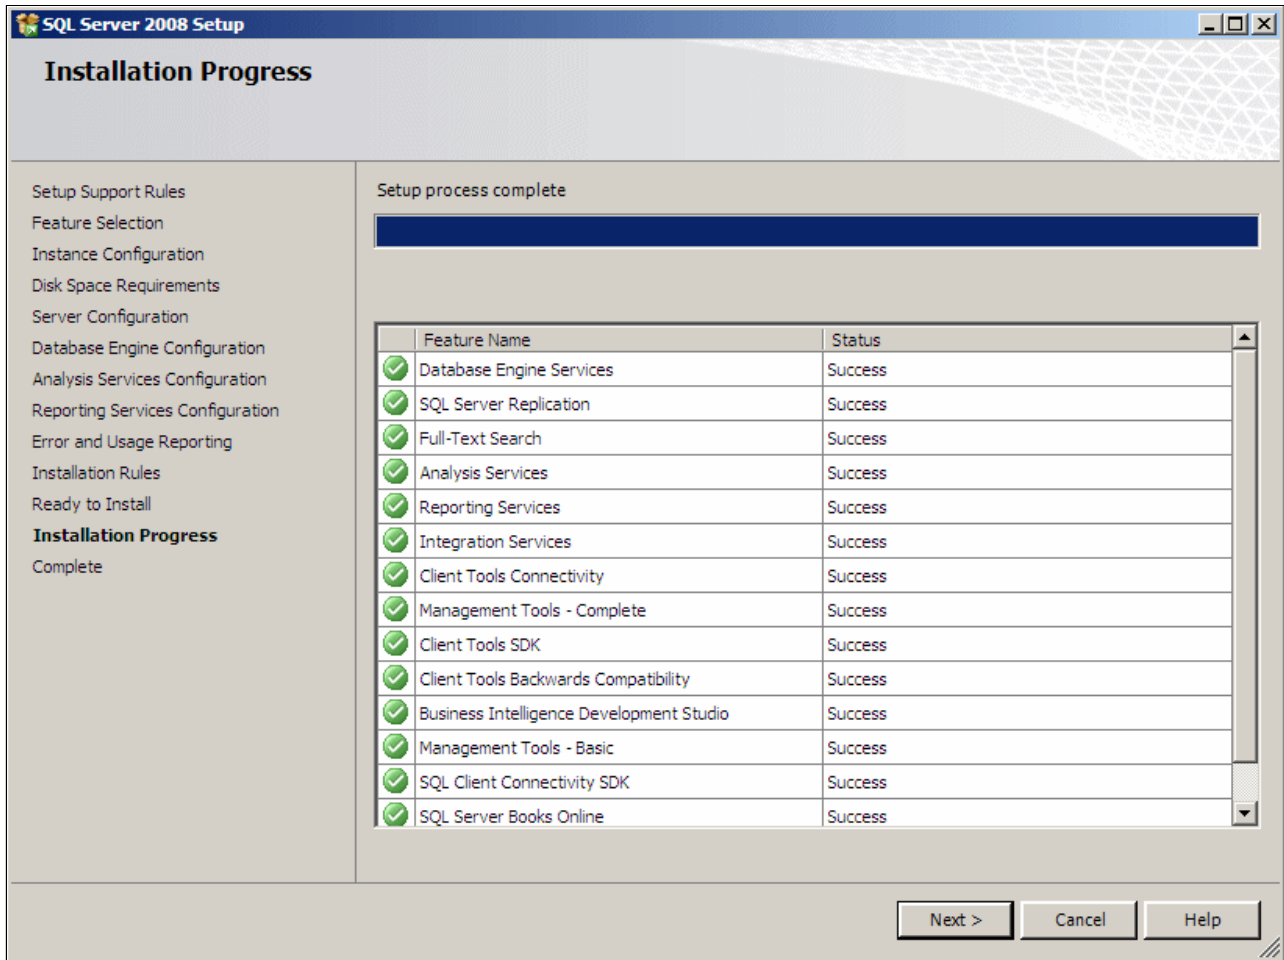 SQL Server 2008 Setup
Installation Progress
Setup Support Rules
Feature Selection
Instance Configuration
Disk Space Requirements
Server Configuration
Database Engine Configuration
Analysis Services Configuration
Reporting Services Configuration
Error and Usage Reporting
Installation Rules
Ready to Install
Installation Progress
Complete
Setup process complete
Feature Name Status
Database Engine Services Success
SQL Server Replication Success
Full-Text Search Success
Analysis Services Success
Reporting Services Success
Integration Services Success
Client Tools Connectivity Success
Management Tools - Complete Success
Client Tools SDK Success
Client Tools Backwards Compatibility Success
Business Intelligence Development Studio Success
Management Tools - Basic Success
SQL Client Connectivity SDK Success
SQL Server Books Online Success
Next > Cancel Help